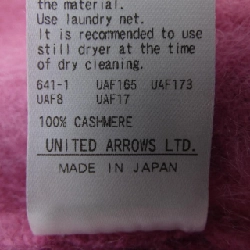 the material.
Use laundry net.
It is recommended to use
still dryer at the time
of dry cleaning.
641-1 UAF165 UAF173
UAF8 UAF17
100% CASHMERE
UNITED ARROWS LTD.
MADE IN JAPAN